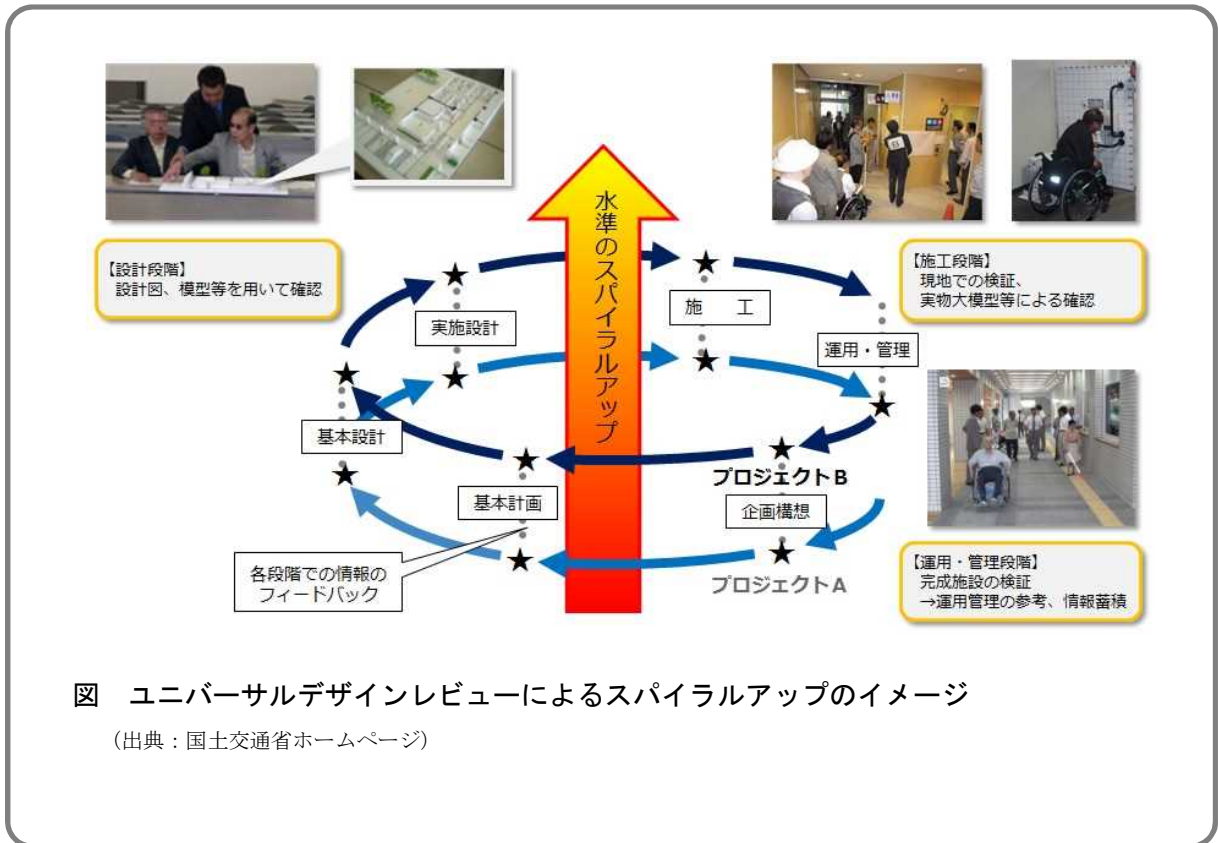 【設計段階】
設計図、模型等を用いて確認
水準のスパイラルアップ
【施工段階】
現地での検証、
実物大模型等による確認
実施設計
施　工
運用・管理
基本設計
基本計画
プロジェクトB
企画構想
各段階での情報の
フィードバック
プロジェクトA
【運用・管理段階】
完成施設の検証
→運用管理の参考、情報蓄積
図　ユニバーサルデザインレビューによるスパイラルアップのイメージ
（出典：国土交通省ホームページ）